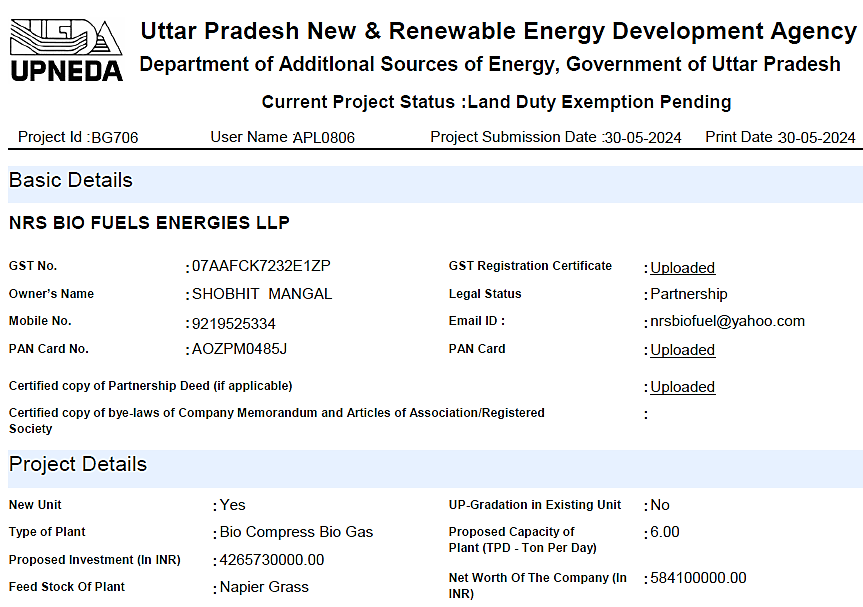 UPNEDA
Uttar Pradesh New & Renewable Energy Development Agency
Department of Additlonal Sources of Energy, Government of Uttar Pradesh
Current Project Status :Land Duty Exemption Pending
Project Id :BG706 User Name :APL0806 Project Submission Date :30-05-2024 Print Date :30-05-2024
Basic Details
NRS BIO FUELS ENERGIES LLP
GST No. :07AAFCK7232E1ZP GST Registration Certificate :Uploaded
Owner's Name :SHOBHIT MANGAL Legal Status :Partnership
Mobile No. :9219525334 Email ID : :nrsbiofuel@yahoo.com
PAN Card No. :AOZPM0485J PAN Card :Uploaded
Certified copy of Partnership Deed (if applicable) :Uploaded
Certified copy of bye-laws of Company Memorandum and Articles of Association/Registered :
Society
Project Details
New Unit :Yes UP-Gradation in Existing Unit :No
Type of Plant :Bio Compress Bio Gas Proposed Capacity of :6.00
Plant (TPD - Ton Per Day)
Proposed Investment (In INR) :4265730000.00
Feed Stock Of Plant :Napier Grass Net Worth Of The Company (In :584100000.00
INR)